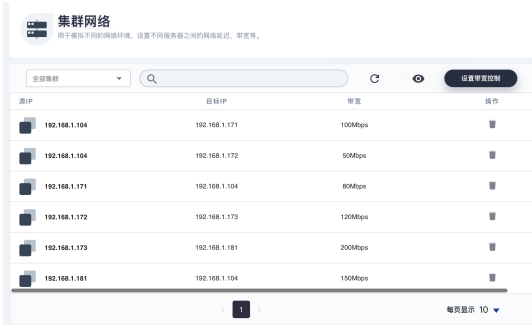 集群网络
用于模拟不同的网络环境，设置不同服务器之间的网络延迟、带宽等。
全部集群
设置带宽控制
源IP 目标IP 带宽 操作
192.168.1.104 192.168.1.171 100Mbps
192.168.1.104 192.168.1.172 50Mbps
192.168.1.171 192.168.1.104 80Mbps
192.168.1.172 192.168.1.173 120Mbps
192.168.1.173 192.168.1.181 200Mbps
192.168.1.181 192.168.1.104 150Mbps
1 每页显示 10